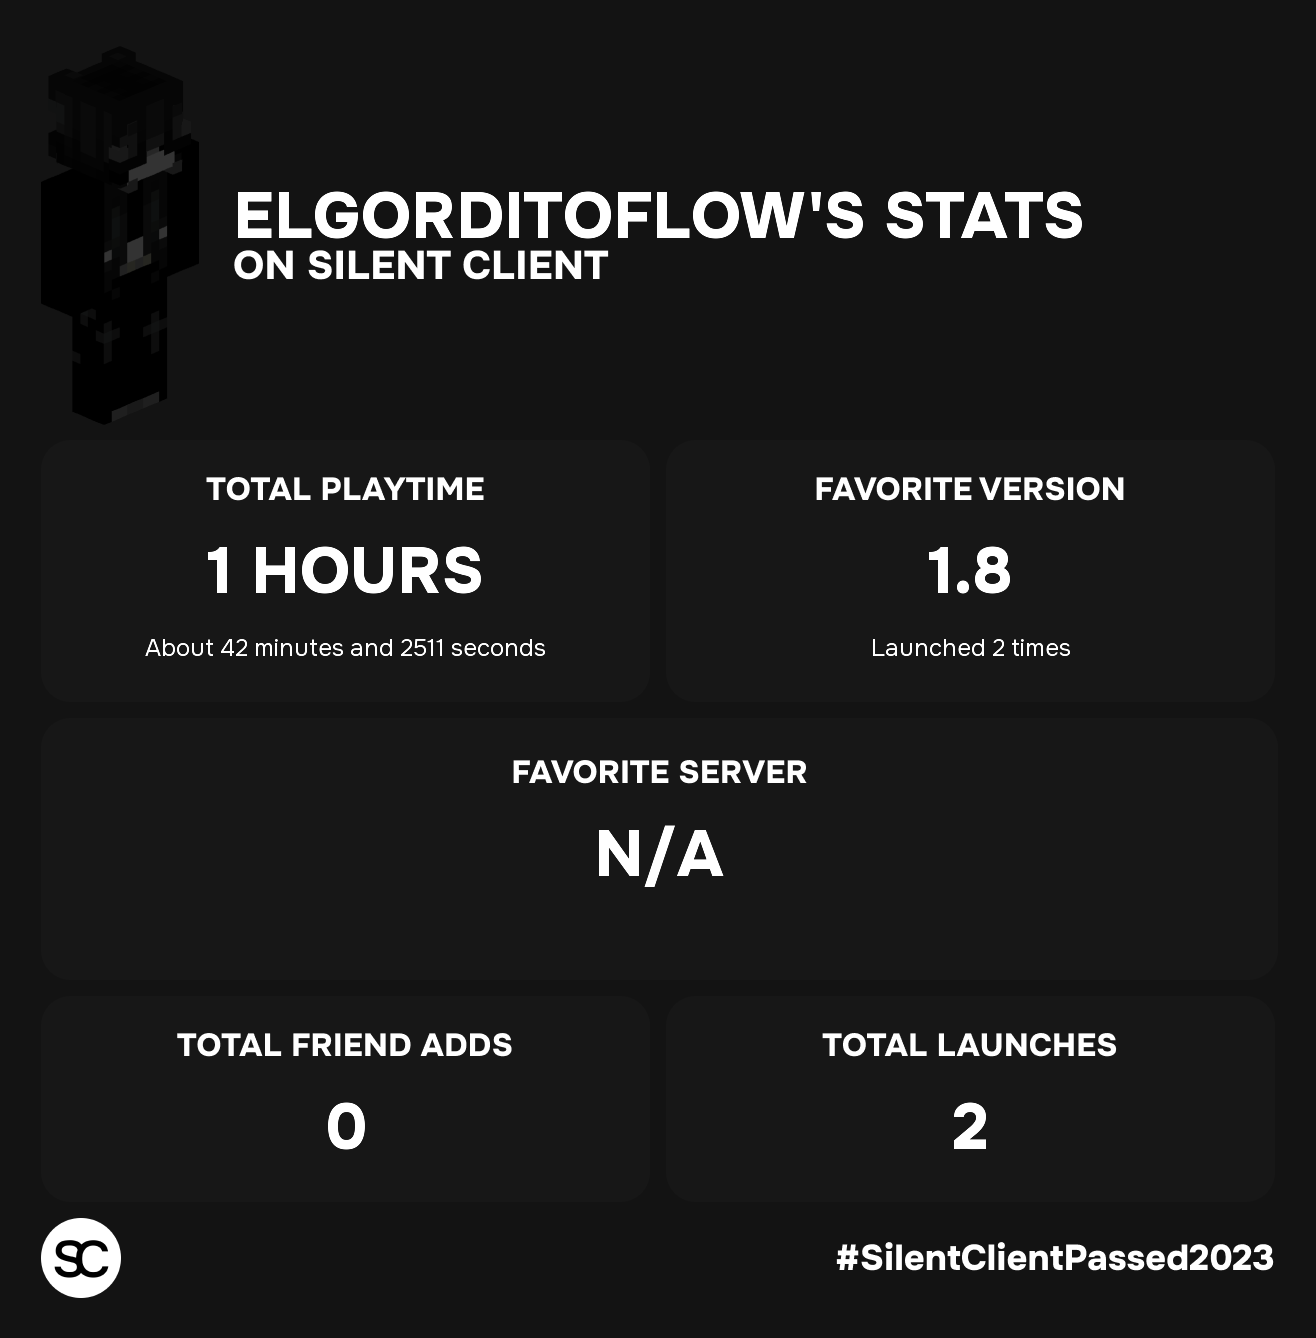 ELGORDITOFLOW'S STATS
ON SILENT CLIENT
TOTAL PLAYTIME
1 HOURS
About 42 minutes and 2511 seconds
FAVORITE VERSION
1.8
Launched 2 times
FAVORITE SERVER
N/A
TOTAL FRIEND ADDS
0
TOTAL LAUNCHES
2
SC
#SilentClientPassed2023